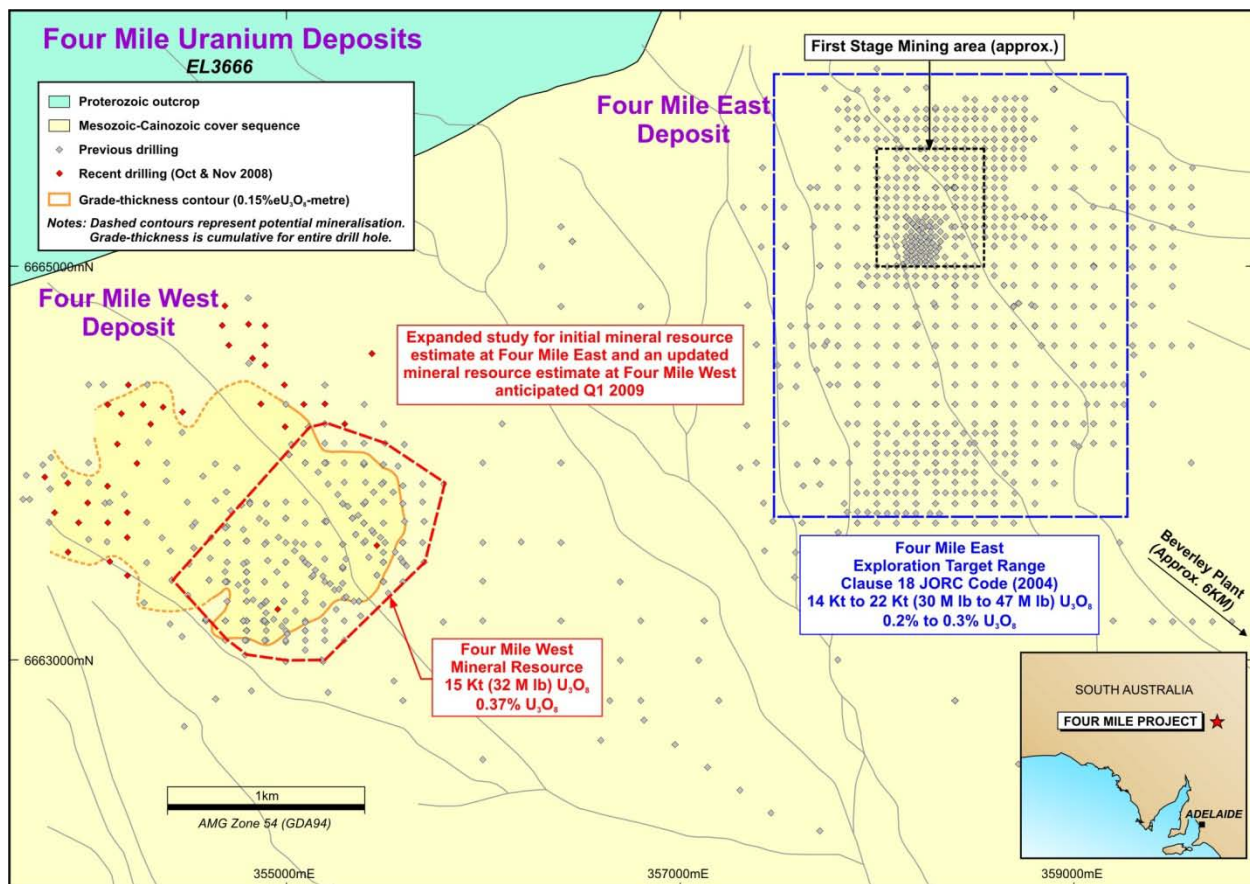 Four Mile Uranium Deposits
EL3666
Proterozoic outcrop
Mesozoic-Cainozoic cover sequence
Previous drilling
Recent drilling (Oct & Nov 2008)
Grade-thickness contour (0.15%eU₃O₈-metre)
Notes: Dashed contours represent potential mineralisation.
Grade-thickness is cumulative for entire drill hole.
First Stage Mining area (approx.)
Four Mile East
Deposit
6665000mN
Four Mile West
Deposit
Expanded study for initial mineral resource
estimate at Four Mile East and an updated
mineral resource estimate at Four Mile West
anticipated Q1 2009
Four Mile East
Exploration Target Range
Clause 18 JORC Code (2004)
14 Kt to 22 Kt (30 M lb to 47 M lb) U₃O₈
0.2% to 0.3% U₃O₈
Beverley Plant
(Approx. 6KM)
6663000mN
Four Mile West
Mineral Resource
15 Kt (32 M lb) U₃O₈
0.37% U₃O₈
SOUTH AUSTRALIA
FOUR MILE PROJECT
ADELAIDE
1km
AMG Zone 54 (GDA94)
355000mE
357000mE
359000mE